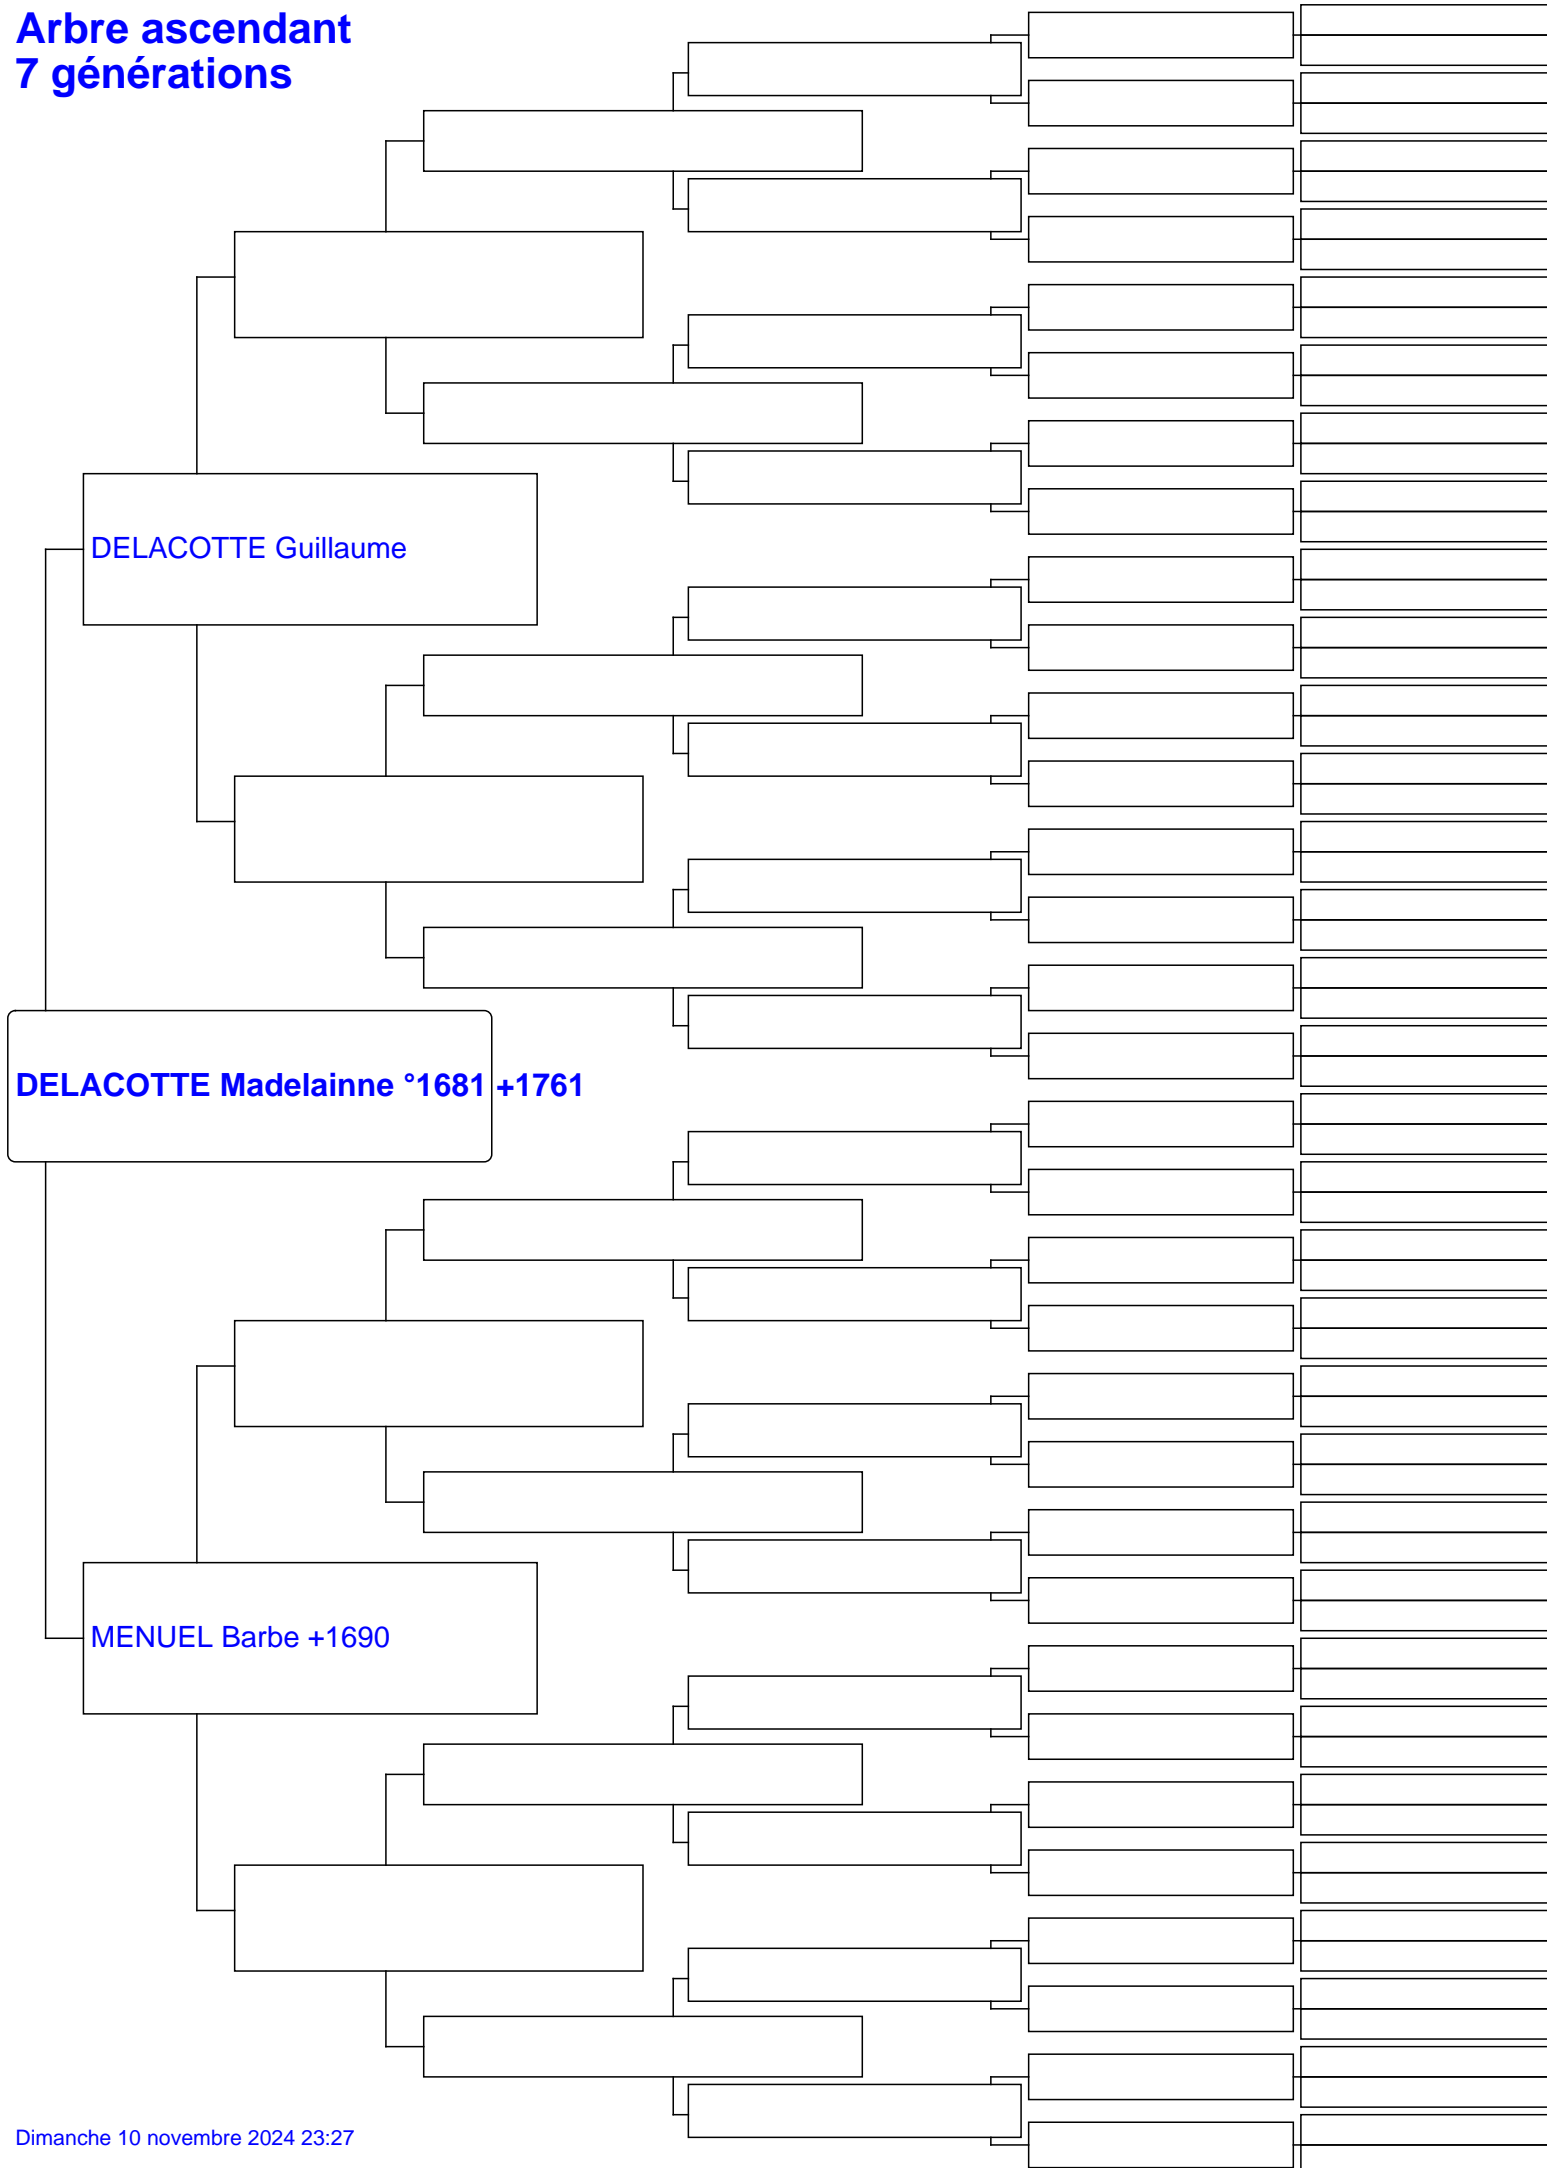 Arbre ascendant
7 générations
DELACOTTE Guillaume
DELACOTTE Madelainne °1681 +1761
MENUEL Barbe +1690
Dimanche 10 novembre 2024 23:27